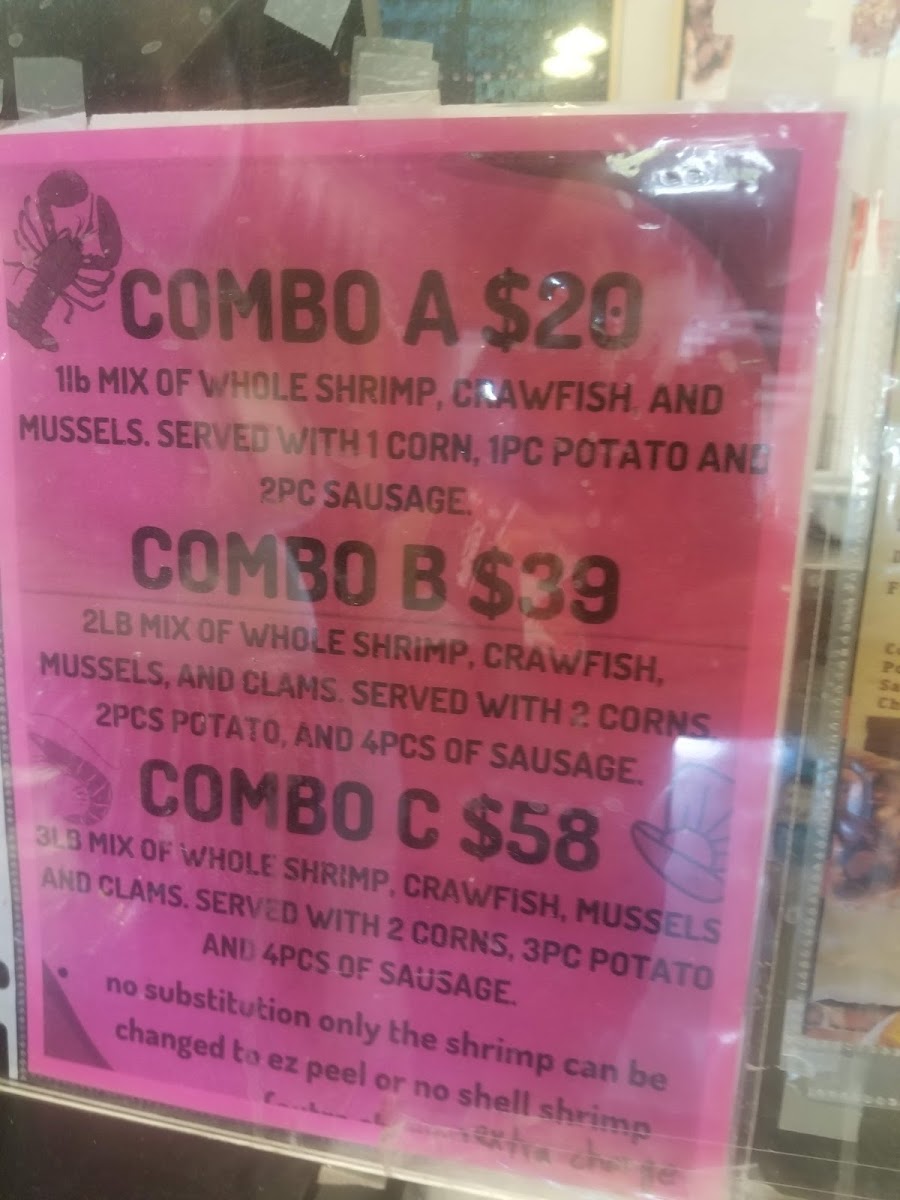 COMBO A $20
1lb MIX OF WHOLE SHRIMP, CRAWFISH, AND
MUSSELS. SERVED WITH 1 CORN, 1PC POTATO AND
2PC SAUSAGE.
COMBO B $39
2LB MIX OF WHOLE SHRIMP, CRAWFISH,
MUSSELS, AND CLAMS. SERVED WITH 2 CORNS,
2PCS POTATO, AND 4PCS OF SAUSAGE.
COMBO C $58
3LB MIX OF WHOLE SHRIMP, CRAWFISH, MUSSELS
AND CLAMS. SERVED WITH 2 CORNS, 3PC POTATO
AND 4PCS OF SAUSAGE.
no substitution only the shrimp can be
changed to ez peel or no shell shrimp
extra charge